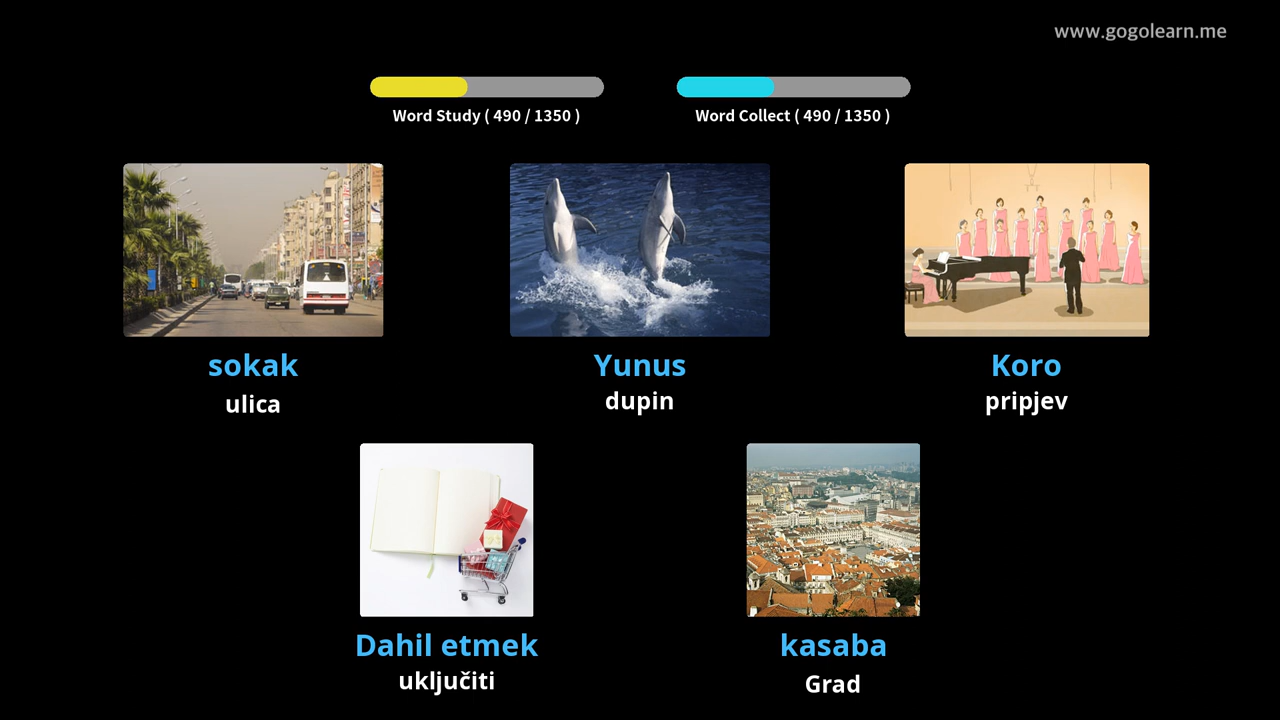 www.gogolearn.me
Word Study ( 490 / 1350 )
Word Collect ( 490 / 1350 )
sokak
ulica
Yunus
dupin
Koro
pripjev
Dahil etmek
uključiti
kasaba
Grad